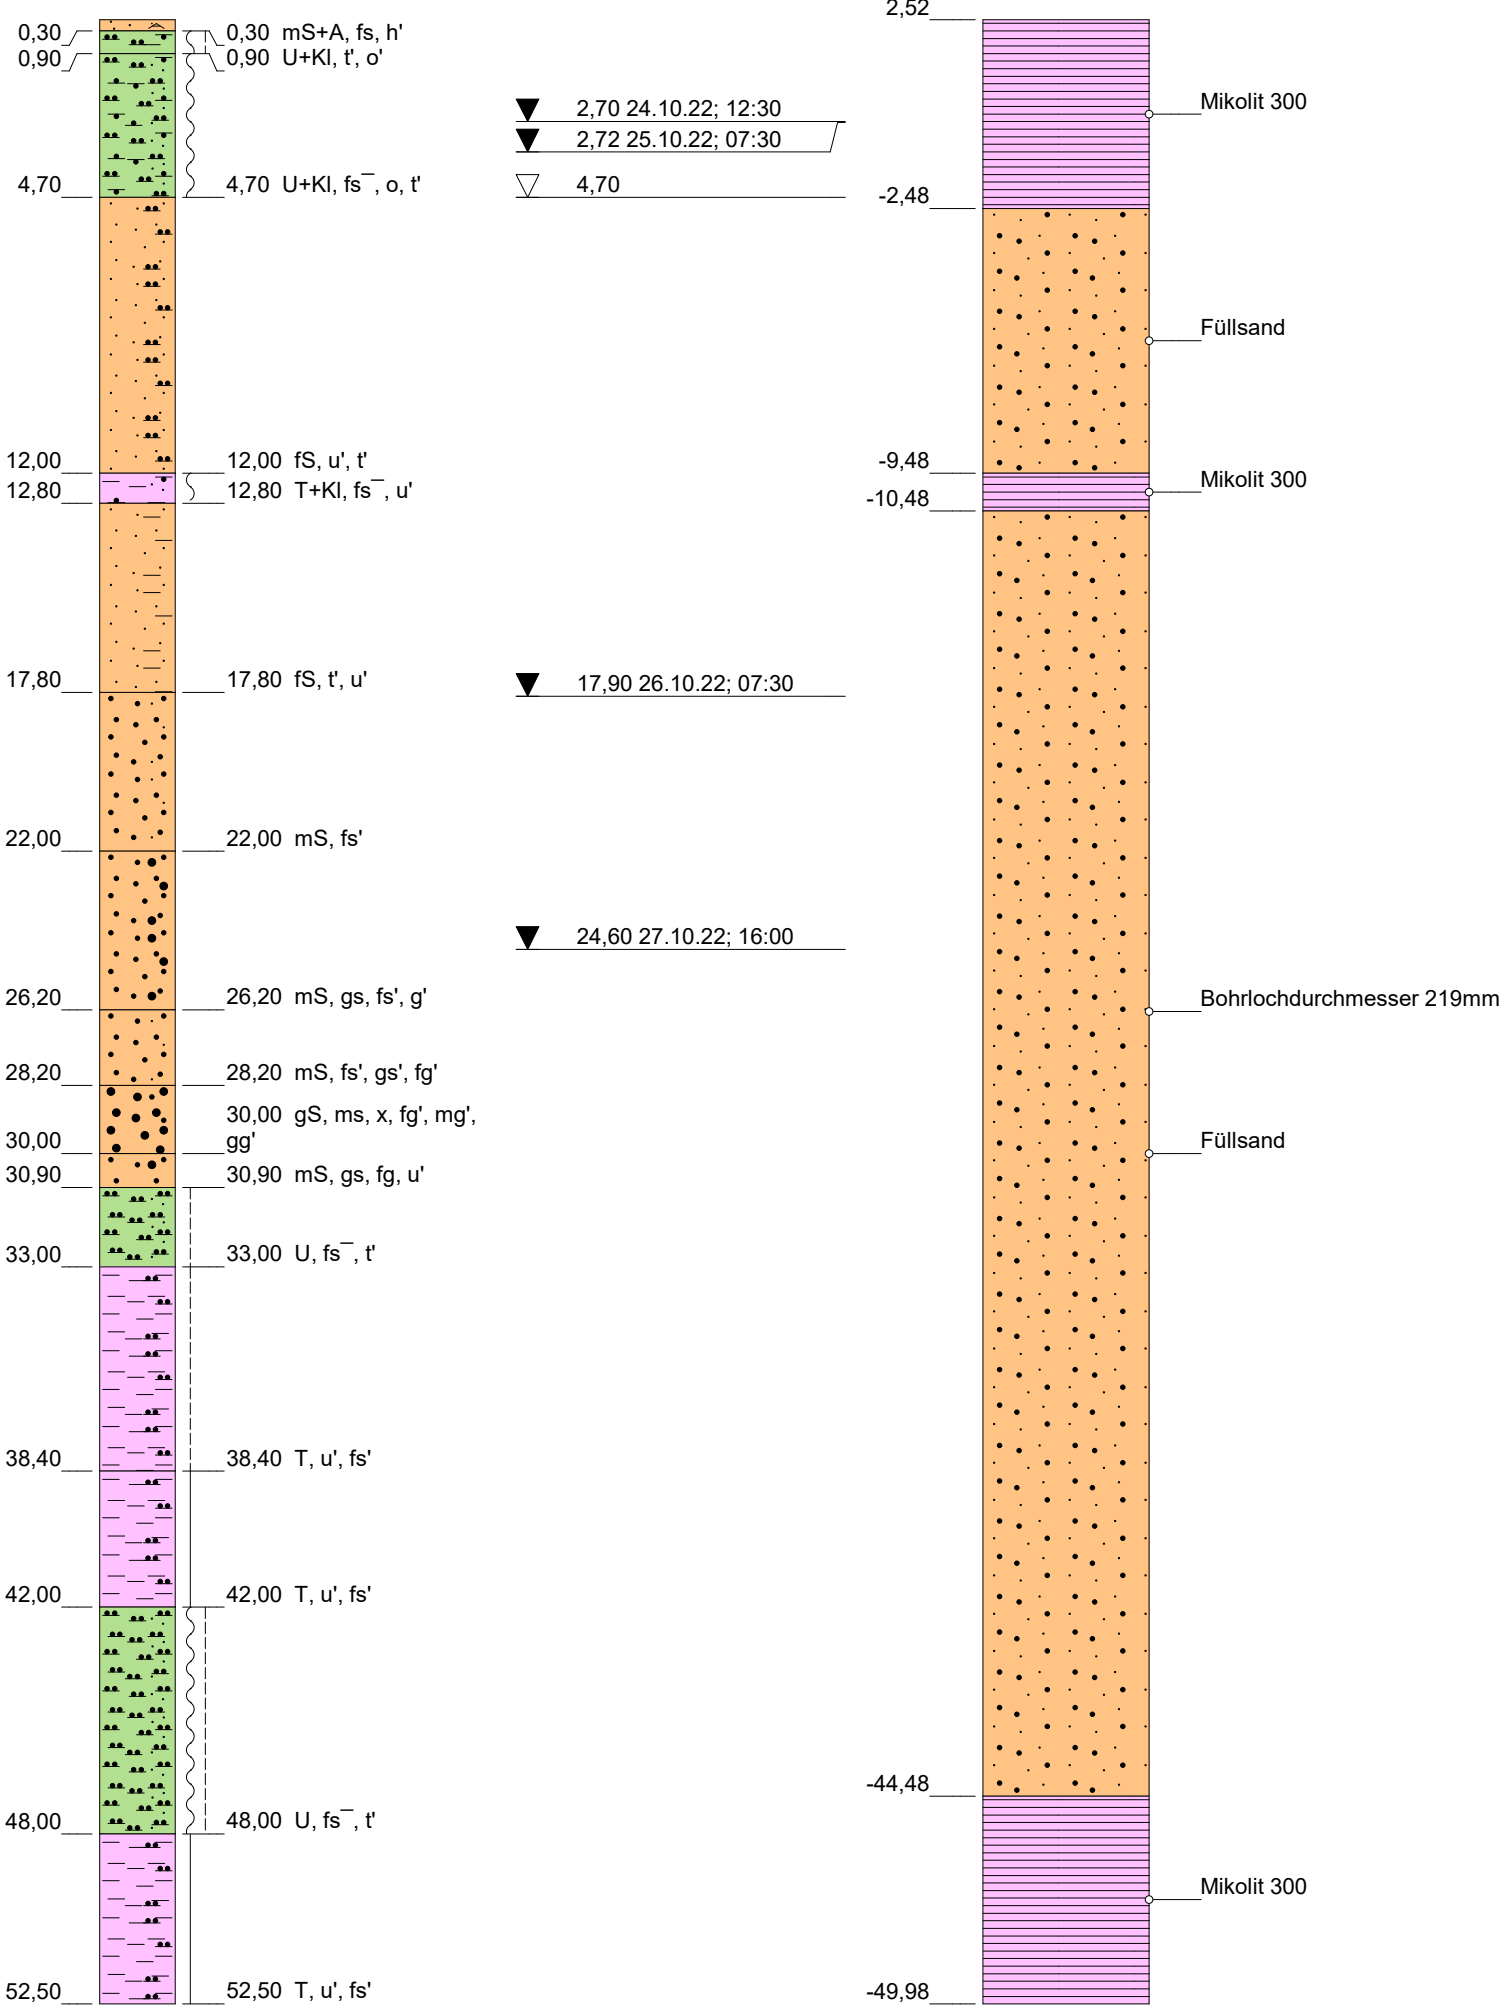 0,30
0,90
4,70
12,00
12,80
17,80
22,00
26,20
28,20
30,00
30,90
33,00
38,40
42,00
48,00
52,50
0,30 mS+A, fs, h'
0,90 U+Kl, t', o'
4,70 U+Kl, fs¯, o, t'
12,00 fS, u', t'
12,80 T+Kl, fs¯, u'
17,80 fS, t', u'
22,00 mS, fs'
26,20 mS, gs, fs', g'
28,20 mS, fs', gs', fg'
30,00 gS, ms, x, fg', mg',
gg'
30,90 mS, gs, fg, u'
33,00 U, fs¯, t'
38,40 T, u', fs'
42,00 T, u', fs'
48,00 U, fs¯, t'
52,50 T, u', fs'
2,70 24.10.22; 12:30
2,72 25.10.22; 07:30
4,70
17,90 26.10.22; 07:30
24,60 27.10.22; 16:00
2,52
-2,48
-9,48
-10,48
-44,48
-49,98
Mikolit 300
Füllsand
Mikolit 300
Bohrlochdurchmesser 219mm
Füllsand
Mikolit 300